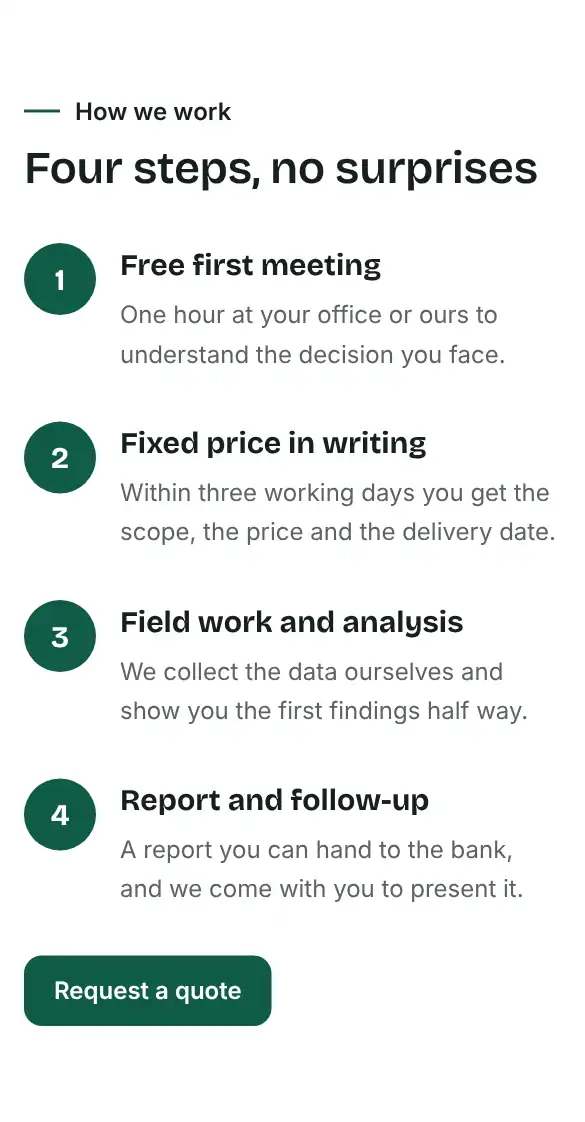 How we work
Four steps, no surprises
1
Free first meeting
One hour at your office or ours to
understand the decision you face.
2
Fixed price in writing
Within three working days you get the
scope, the price and the delivery date.
3
Field work and analysis
We collect the data ourselves and
show you the first findings half way.
4
Report and follow-up
A report you can hand to the bank,
and we come with you to present it.
Request a quote